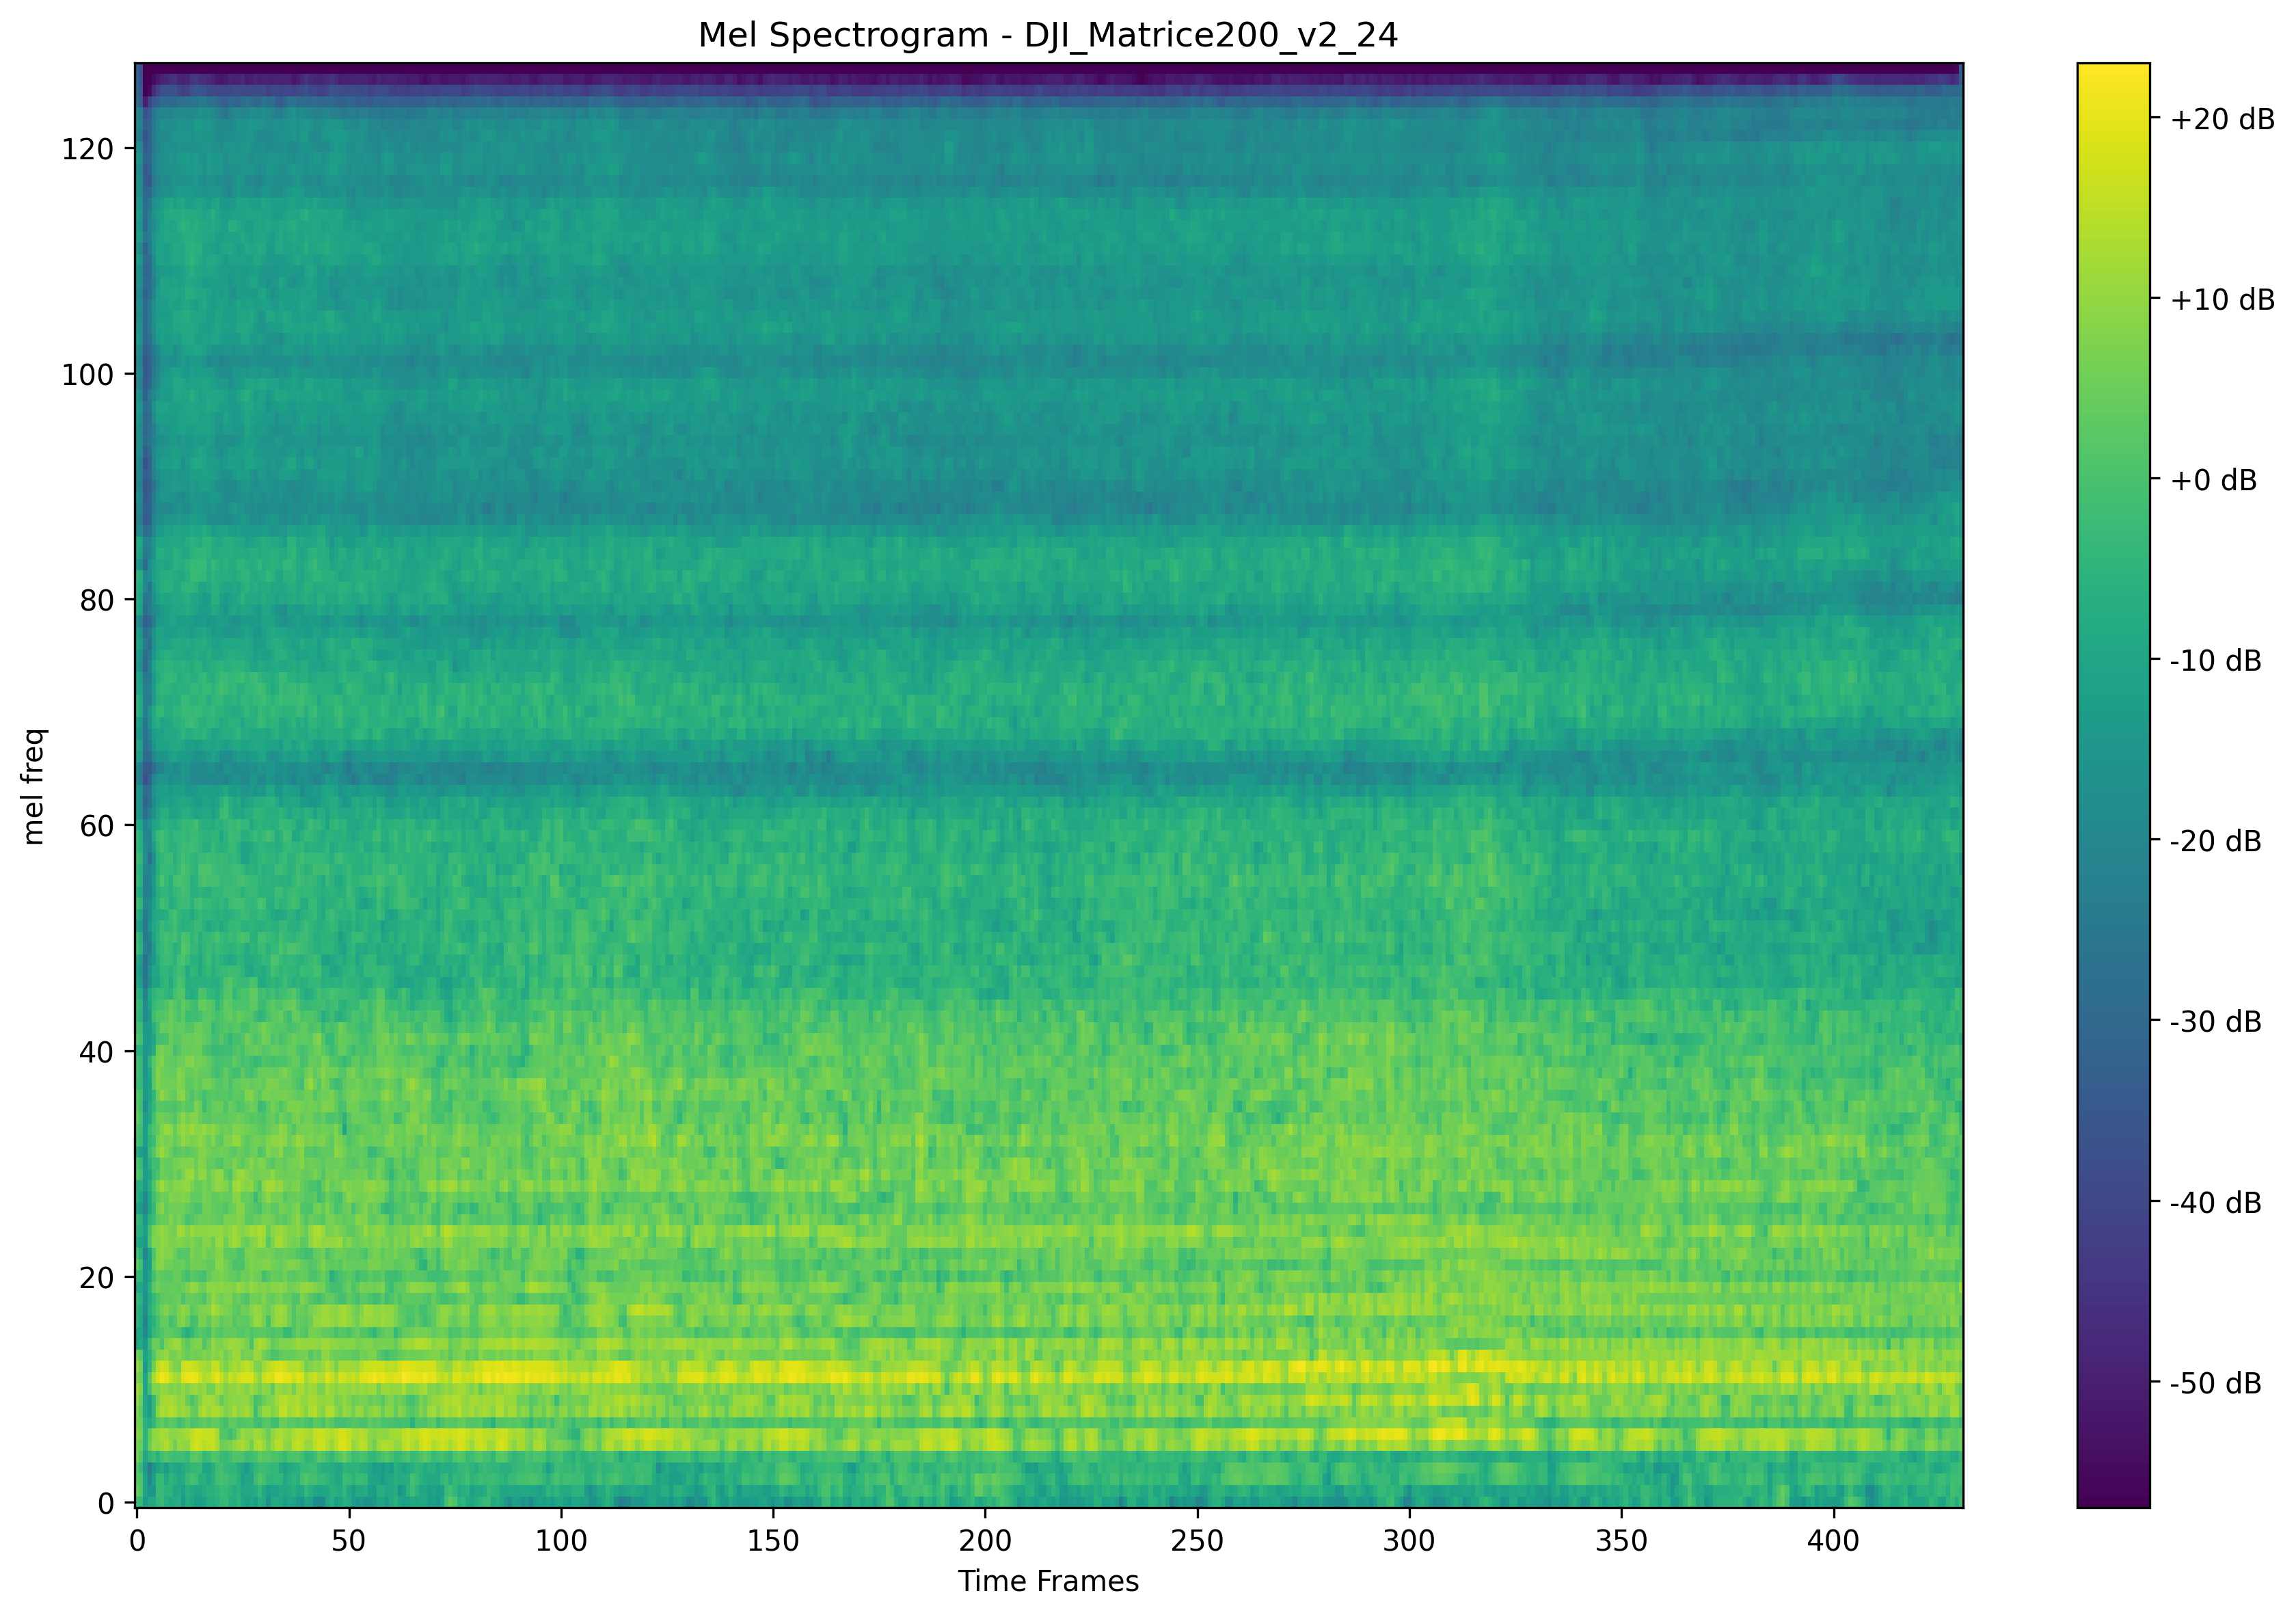 Mel Spectrogram - DJI_Matrice200_v2_24
mel freq
120
100
80
60
40
20
0
0 50 100 150 200 250 300 350 400
Time Frames
+20 dB
+10 dB
+0 dB
-10 dB
-20 dB
-30 dB
-40 dB
-50 dB